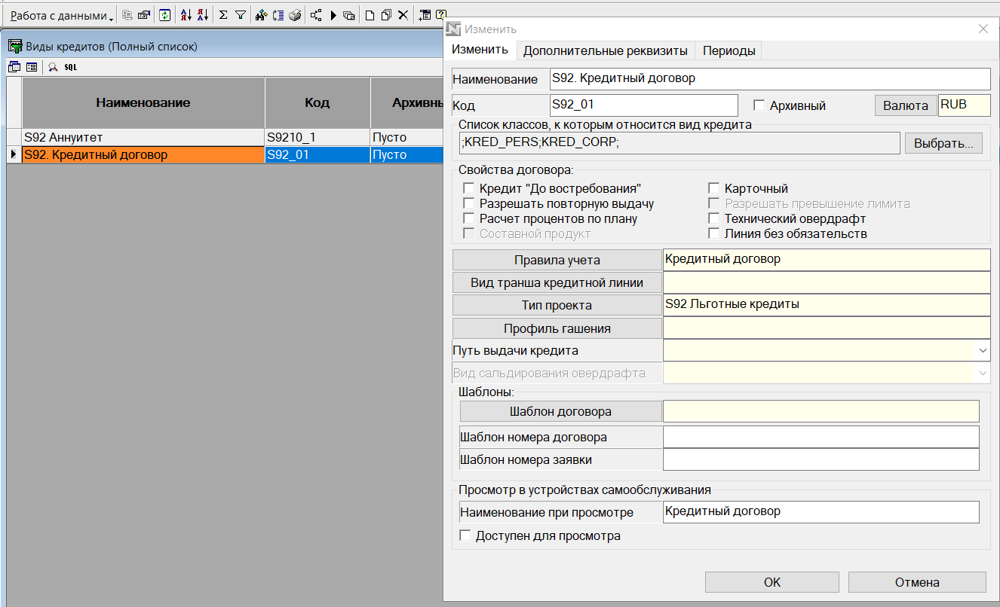 Работа с данными
Виды кредитов (Полный список)
SQL
Наименование Код Архивны
S92 Аннуитет S9210_1 Пусто
S92. Кредитный договор S92_01 Пусто
Изменить
Изменить Дополнительные реквизиты Периоды
Наименование S92. Кредитный договор
Код S92_01 Архивный Валюта RUB
Список классов, к которым относится вид кредита
;KRED_PERS;KRED_CORP; Выбрать...
Свойства договора:
Кредит "До востребования" Карточный
Разрешать повторную выдачу Разрешать превышение лимита
Расчет процентов по плану Технический овердрафт
Составной продукт Линия без обязательств
Правила учета Кредитный договор
Вид транша кредитной линии
Тип проекта S92 Льготные кредиты
Профиль гашения
Путь выдачи кредита
Вид сальдирования овердрафта
Шаблоны:
Шаблон договора
Шаблон номера договора
Шаблон номера заявки
Просмотр в устройствах самообслуживания
Наименование при просмотре Кредитный договор
Доступен для просмотра
OK Отмена